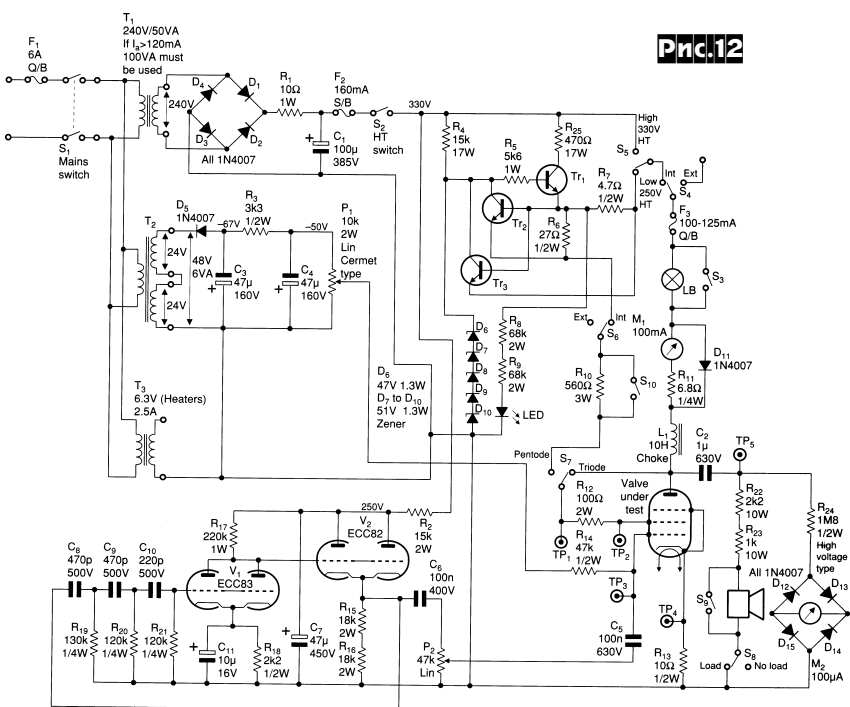 Рис.12
T1
240V/50VA
If Ia>120mA
100VA must
be used
F1
6A
Q/B
S1
Mains
switch
240V
D4
D1
D3
D2
All 1N4007
R1
10Ω
1W
F2
160mA
S/B
S2
HT
switch
C1
100µ
385V
330V
R4
15k
17W
R5
5k6
1W
R25
470Ω
17W
Tr1
Tr2
Tr3
R6
27Ω
1/2W
R7
4.7Ω
1/2W
High
330V
HT
S5
Low
250V
HT
Int
Ext
S4
F3
100-125mA
Q/B
LB
S3
T2
24V
24V
48V
6VA
D5
1N4007
–67V
R3
3k3
1/2W
–50V
C3
47µ
160V
C4
47µ
160V
P1
10k
2W
Lin
Cermet
type
T3
6.3V (Heaters)
2.5A
D6
D7
D8
D9
D10
D6
47V 1.3W
D7 to D10
51V 1.3W
Zener
R8
68k
2W
R9
68k
2W
LED
Ext
Int
S6
R10
560Ω
3W
S10
M1
100mA
D11
1N4007
R11
6.8Ω
1/4W
L1
10H
Choke
C2
1µ
630V
TP5
Pentode
S7
Triode
R12
100Ω
2W
TP1
TP2
R14
47k
1/2W
Valve
under
test
TP3
TP4
C5
100n
630V
R13
10Ω
1/2W
R22
2k2
10W
R23
1k
10W
R24
1M8
1/2W
High
voltage
type
All 1N4007
D12
D13
D15
D14
M2
100µA
S9
S8
Load
No load
R17
220k
1W
250V
V1
ECC83
V2
ECC82
R2
15k
2W
C8
470p
500V
C9
470p
500V
C10
220p
500V
R19
130k
1/4W
R20
120k
1/4W
R21
120k
1/4W
C11
10µ
16V
R18
2k2
1/2W
C7
47µ
450V
R15
18k
2W
R16
18k
2W
C6
100n
400V
P2
47k
Lin